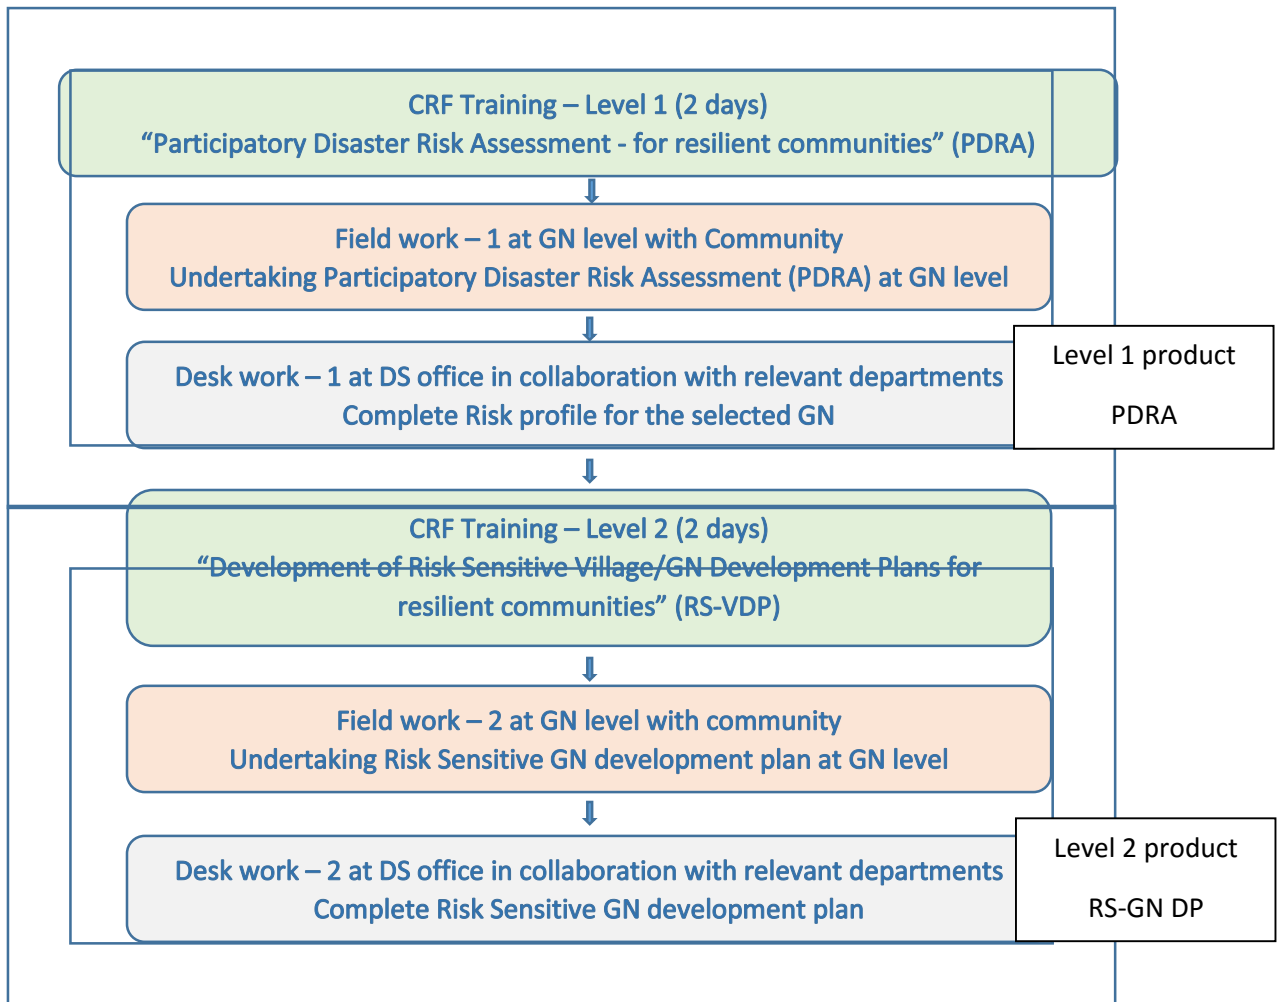 CRF Training – Level 1 (2 days)
“Participatory Disaster Risk Assessment - for resilient communities” (PDRA)
Field work – 1 at GN level with Community
Undertaking Participatory Disaster Risk Assessment (PDRA) at GN level
Desk work – 1 at DS office in collaboration with relevant departments
Complete Risk profile for the selected GN
Level 1 product
PDRA
CRF Training – Level 2 (2 days)
“Development of Risk Sensitive Village/GN Development Plans for
resilient communities” (RS-VDP)
Field work – 2 at GN level with community
Undertaking Risk Sensitive GN development plan at GN level
Desk work – 2 at DS office in collaboration with relevant departments
Complete Risk Sensitive GN development plan
Level 2 product
RS-GN DP